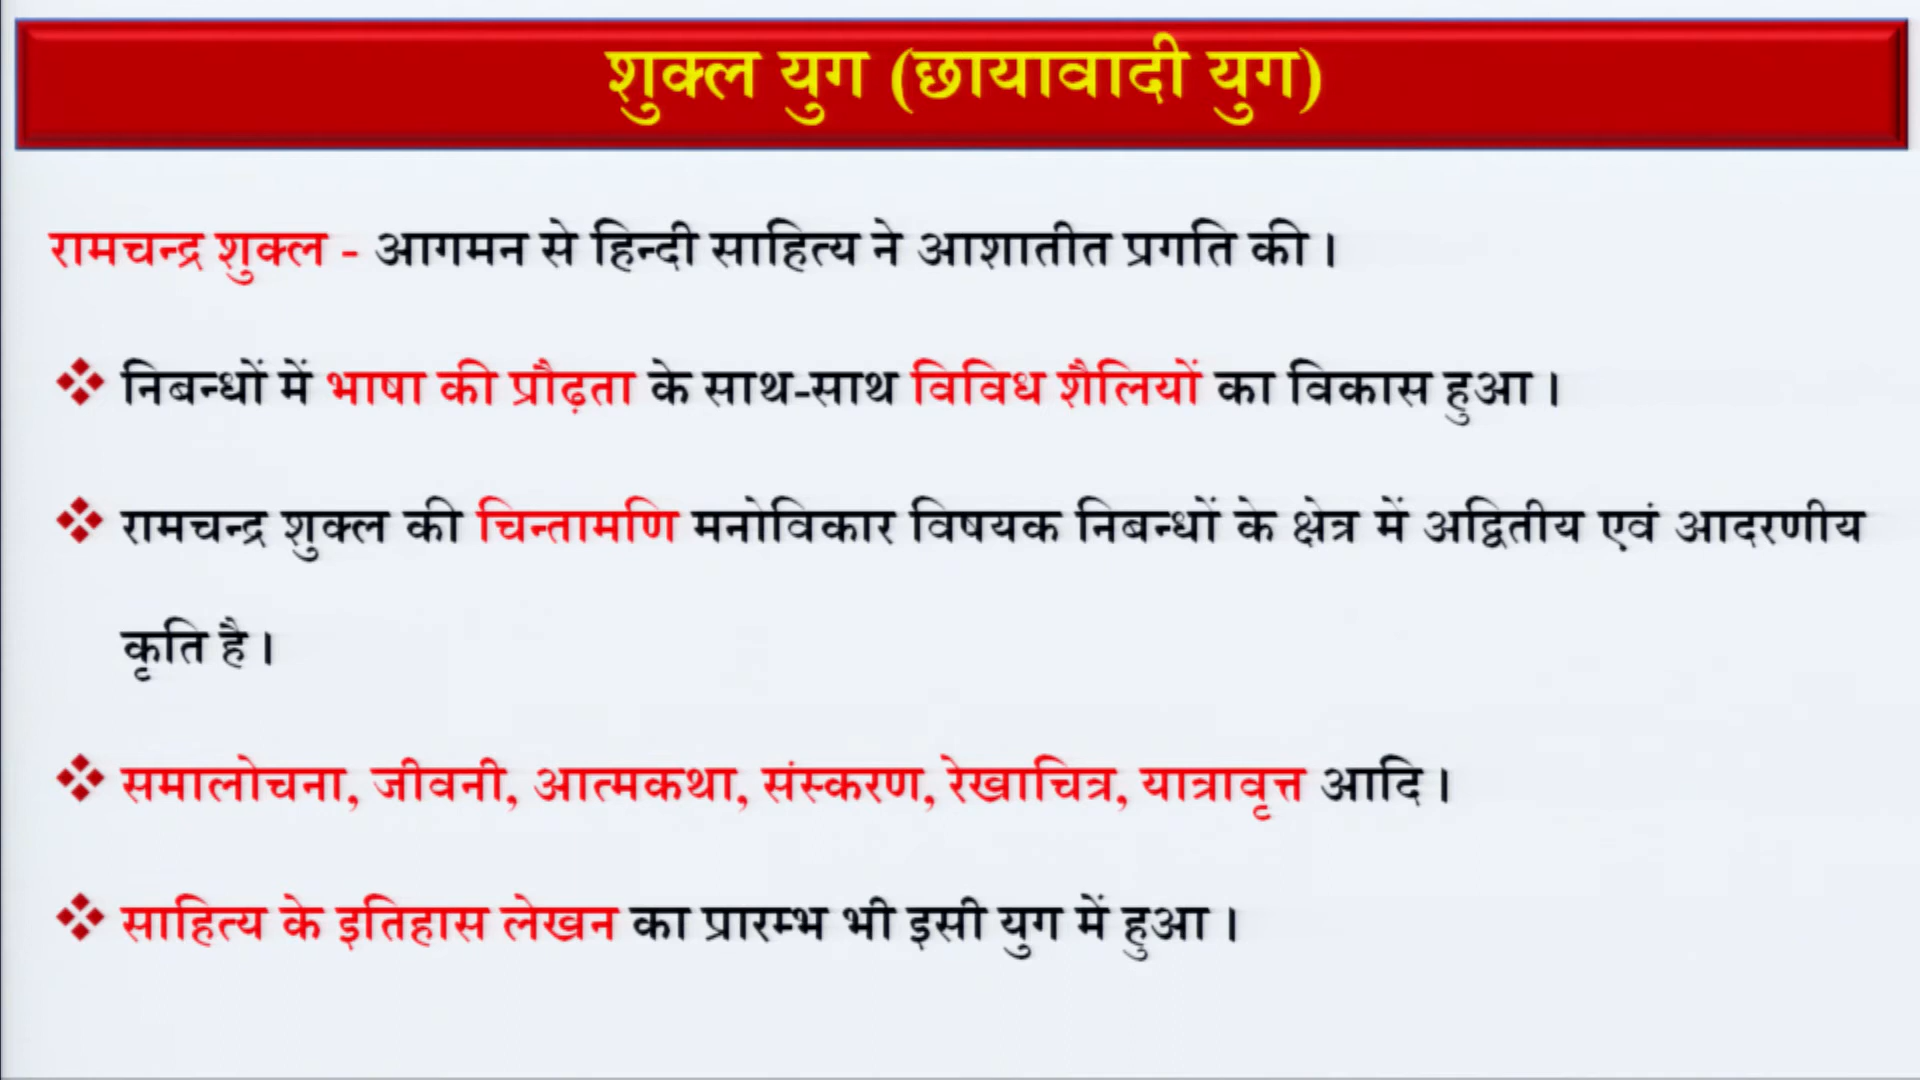 शुक्ल युग (छायावादी युग)
रामचन्द्र शुक्ल - आगमन से हिन्दी साहित्य ने आशातीत प्रगति की।
❖ निबन्धों में भाषा की प्रौढ़ता के साथ-साथ विविध शैलियों का विकास हुआ।
❖ रामचन्द्र शुक्ल की चिन्तामणि मनोविकार विषयक निबन्धों के क्षेत्र में अद्वितीय एवं आदरणीय
कृति है।
❖ समालोचना, जीवनी, आत्मकथा, संस्करण, रेखाचित्र, यात्रावृत्त आदि।
❖ साहित्य के इतिहास लेखन का प्रारम्भ भी इसी युग में हुआ।